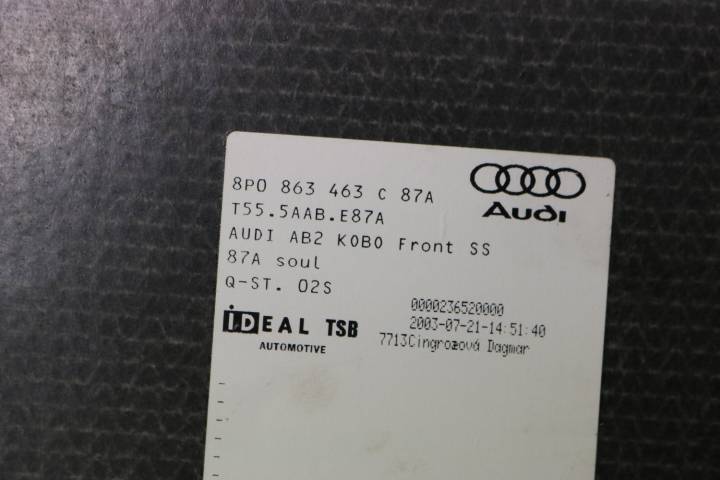 8P0 863 463 C 87A
T55.5AAB.E87A
AUDI AB2 KOBO Front SS
87A soul
Q-ST. 02S
Audi
IDEAL TSB
AUTOMOTIVE
0000236520000
2003-07-21-14:51:40
7713Cingrozová Dagmar